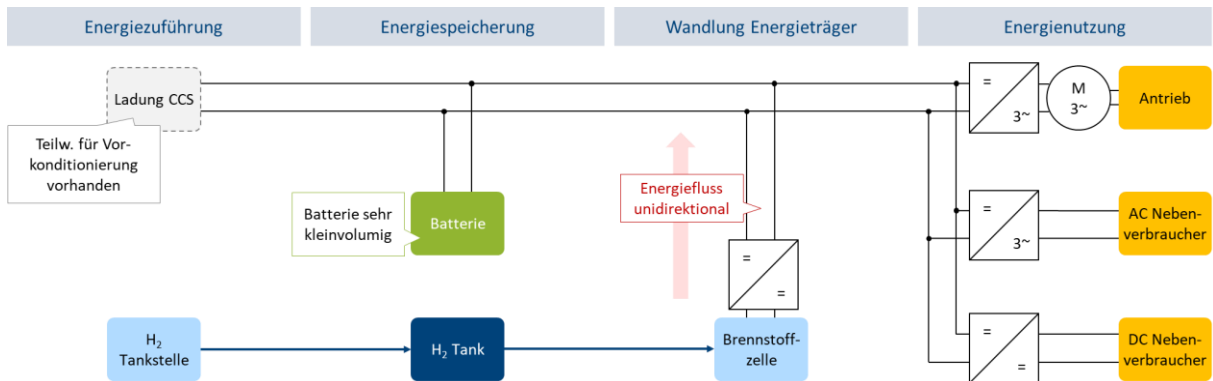 Energiezuführung
Energiespeicherung
Wandlung Energieträger
Energienutzung
Ladung CCS
Teilw. für Vor-
konditionierung
vorhanden
=
3~
M
3~
Antrieb
Energiefluss
unidirektional
Batterie sehr
kleinvolumig
Batterie
=
3~
AC Neben-
verbraucher
=
=
H₂
Tankstelle
H₂ Tank
Brennstoff-
zelle
=
=
DC Neben-
verbraucher